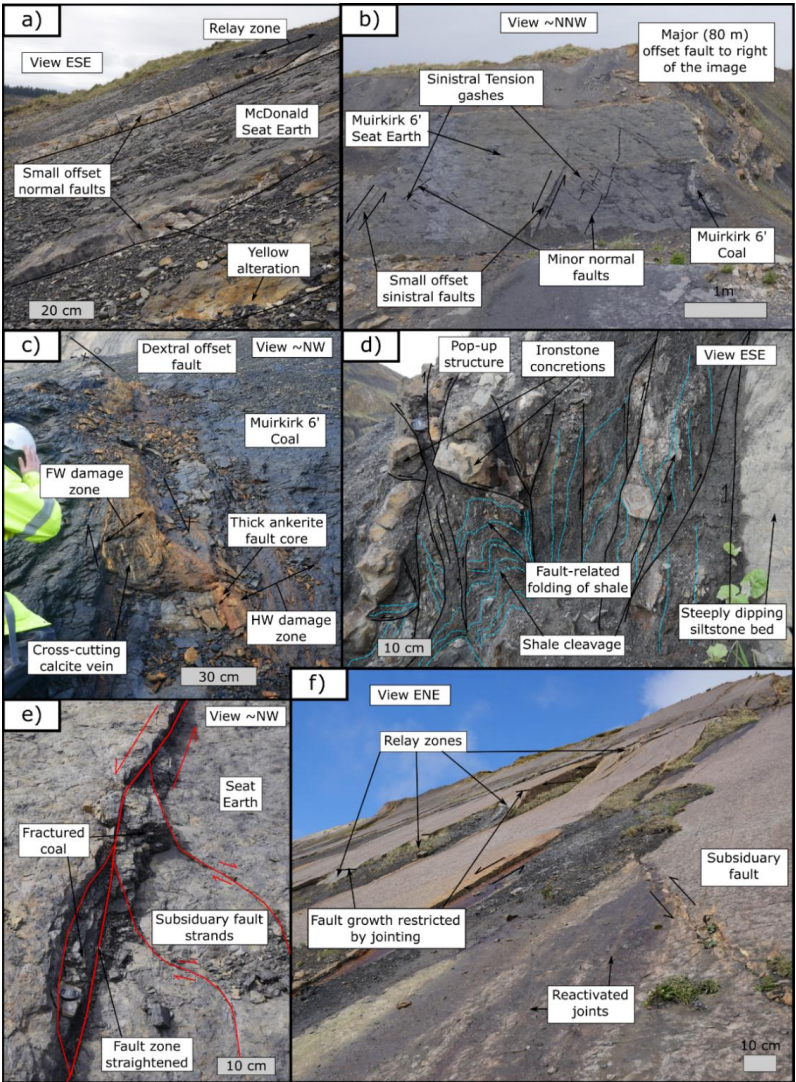 a)
Relay zone
View ESE
McDonald
Seat Earth
Small offset
normal faults
Yellow
alteration
20 cm
b)
View ~NNW
Major (80 m)
offset fault to right
of the image
Sinistral Tension
gashes
Muirkirk 6'
Seat Earth
Muirkirk 6'
Coal
Minor normal
faults
Small offset
sinistral faults
1m
c)
Dextral offset
fault
View ~NW
Muirkirk 6'
Coal
FW damage
zone
Thick ankerite
fault core
HW damage
zone
Cross-cutting
calcite vein
30 cm
d)
Pop-up
structure
Ironstone
concretions
View ESE
Fault-related
folding of shale
Steeply dipping
siltstone bed
Shale cleavage
10 cm
e)
View ~NW
Seat
Earth
Fractured
coal
Subsiduary fault
strands
Fault zone
straightened
10 cm
f)
View ENE
Relay zones
Subsiduary
fault
Fault growth restricted
by jointing
Reactivated
joints
10 cm